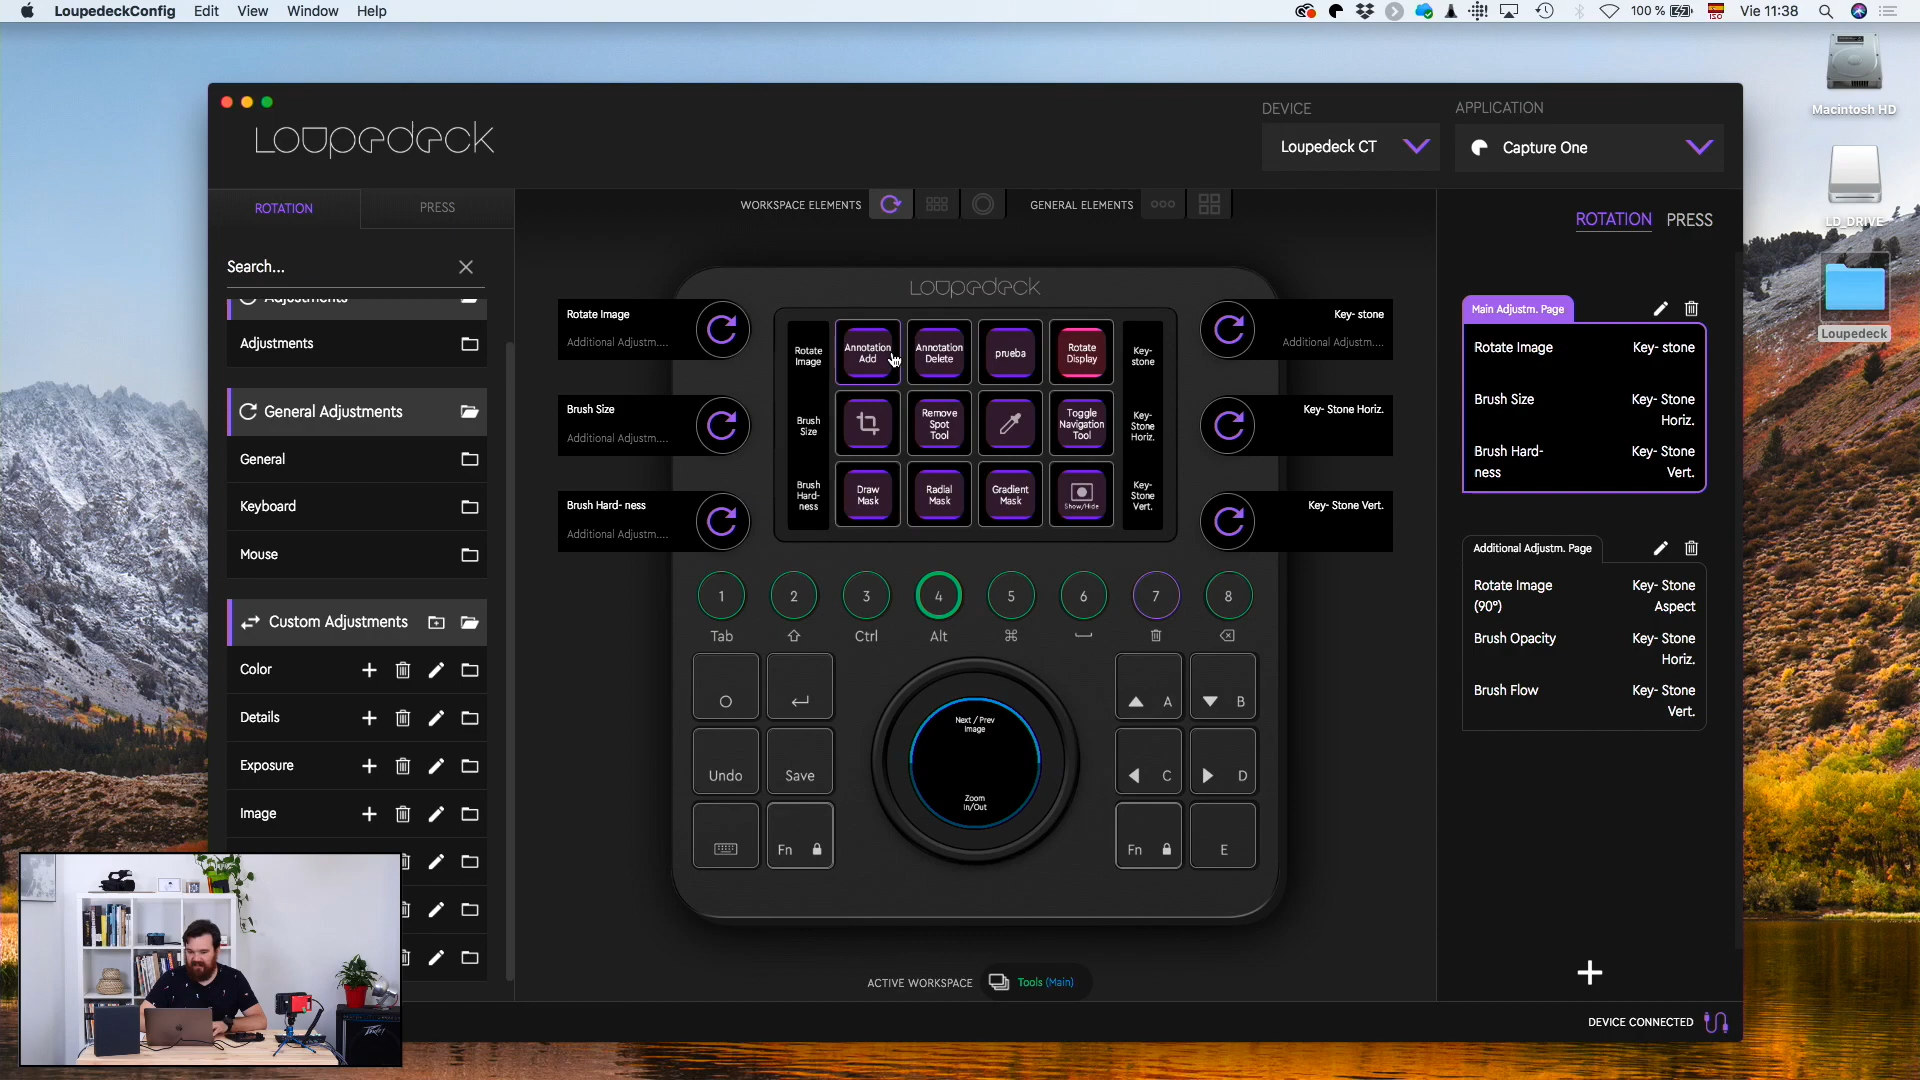 LoupedeckConfig Edit View Window Help
100 % ISO Vie 11:38
Macintosh HD
LD_DRIVE
Loupedeck
Loupedeck
DEVICE
Loupedeck CT
APPLICATION
Capture One
ROTATION PRESS
Search...
Adjustments
Adjustments
General Adjustments
General
Keyboard
Mouse
Custom Adjustments
Color
Details
Exposure
Image
WORKSPACE ELEMENTS
GENERAL ELEMENTS
Loupedeck
Rotate Image
Additional Adjustm....
Brush Size
Additional Adjustm....
Brush Hard- ness
Additional Adjustm....
Rotate
Image
Brush
Size
Brush
Hard-
ness
Annotation
Add
Annotation
Delete
prueba
Rotate
Display
Remove
Spot
Tool
Toggle
Navigation
Tool
Draw
Mask
Radial
Mask
Gradient
Mask
Show/Hide
Key-
stone
Key-
Stone
Horiz.
Key-
Stone
Vert.
Key- stone
Additional Adjustm....
Key- Stone Horiz.
Key- Stone Vert.
1 2 3 4 5 6 7 8
Tab Ctrl Alt ⌘
Undo Save
Fn
Next / Prev
Image
Zoom
In/Out
A B
C D
Fn E
ACTIVE WORKSPACE Tools (Main)
ROTATION PRESS
Main Adjustm. Page
Rotate Image Key- stone
Brush Size Key- Stone
Horiz.
Brush Hard- Key- Stone
ness Vert.
Additional Adjustm. Page
Rotate Image Key- Stone
(90°) Aspect
Brush Opacity Key- Stone
Horiz.
Brush Flow Key- Stone
Vert.
DEVICE CONNECTED
PEAVEY